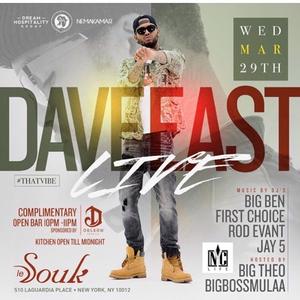 DREAM
HOSPITALITY
GROUP
NEMAKAMAR
WED
MAR
29TH
DAVE EAST
LIVE
#THATVIBE
COMPLIMENTARY
OPEN BAR 10PM -11PM
SPONSORED BY
DELEÓN
KITCHEN OPEN TILL MIDNIGHT
le Souk
510 LAGUARDIA PLACE • NEW YORK, NY 10012
MUSIC BY DJ'S
BIG BEN
FIRST CHOICE
ROD EVANT
JAY 5
HOSTED BY
BIG THEO
BIGBOSSMULAA
NYC
LIFE